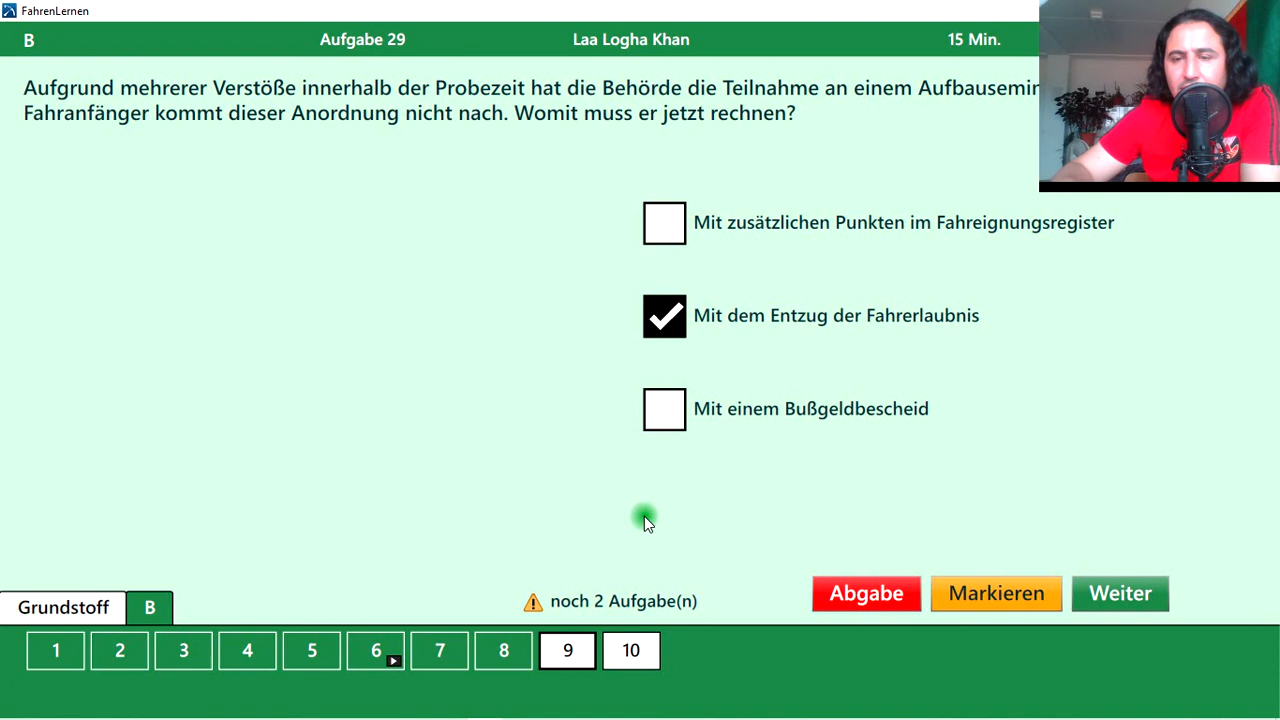 FahrenLernen
B Aufgabe 29 Laa Logha Khan 15 Min.
Aufgrund mehrerer Verstöße innerhalb der Probezeit hat die Behörde die Teilnahme an einem
Fahranfänger kommt dieser Anordnung nicht nach. Womit muss er jetzt rechnen?
Mit zusätzlichen Punkten im Fahreignungsregister
Mit dem Entzug der Fahrerlaubnis
Mit einem Bußgeldbescheid
Grundstoff B noch 2 Aufgabe(n) Abgabe Markieren Weiter
1 2 3 4 5 6 7 8 9 10